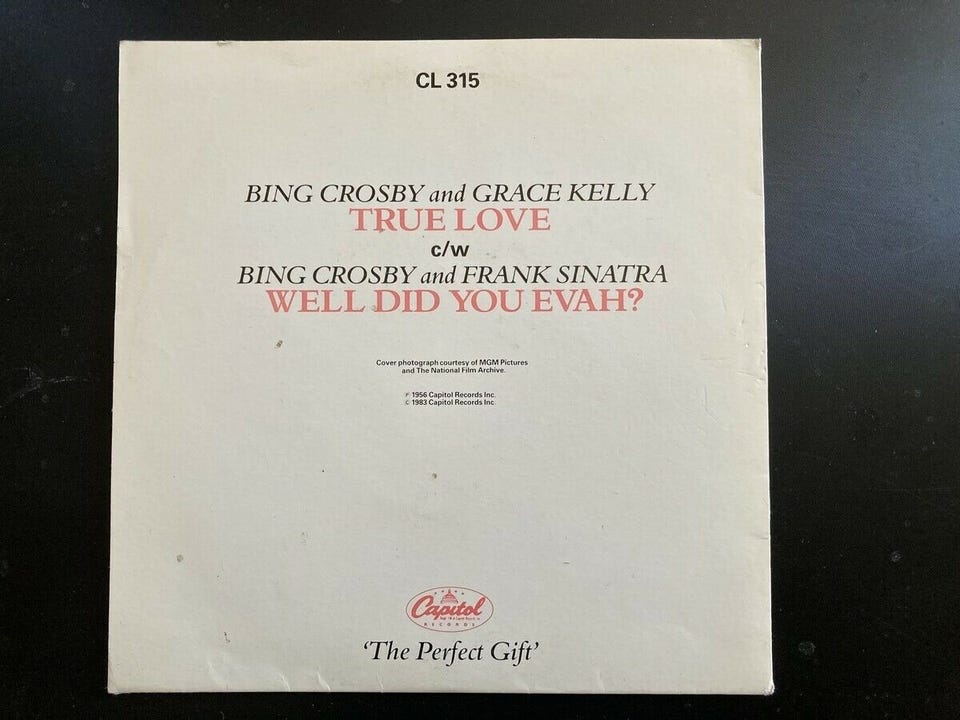 CL 315
BING CROSBY and GRACE KELLY
TRUE LOVE
c/w
BING CROSBY and FRANK SINATRA
WELL DID YOU EVAH?
Cover photograph courtesy of MGM Pictures
and The National Film Archive.
℗ 1956 Capitol Records Inc.
© 1983 Capitol Records Inc.
Capitol
RECORDS
'The Perfect Gift'